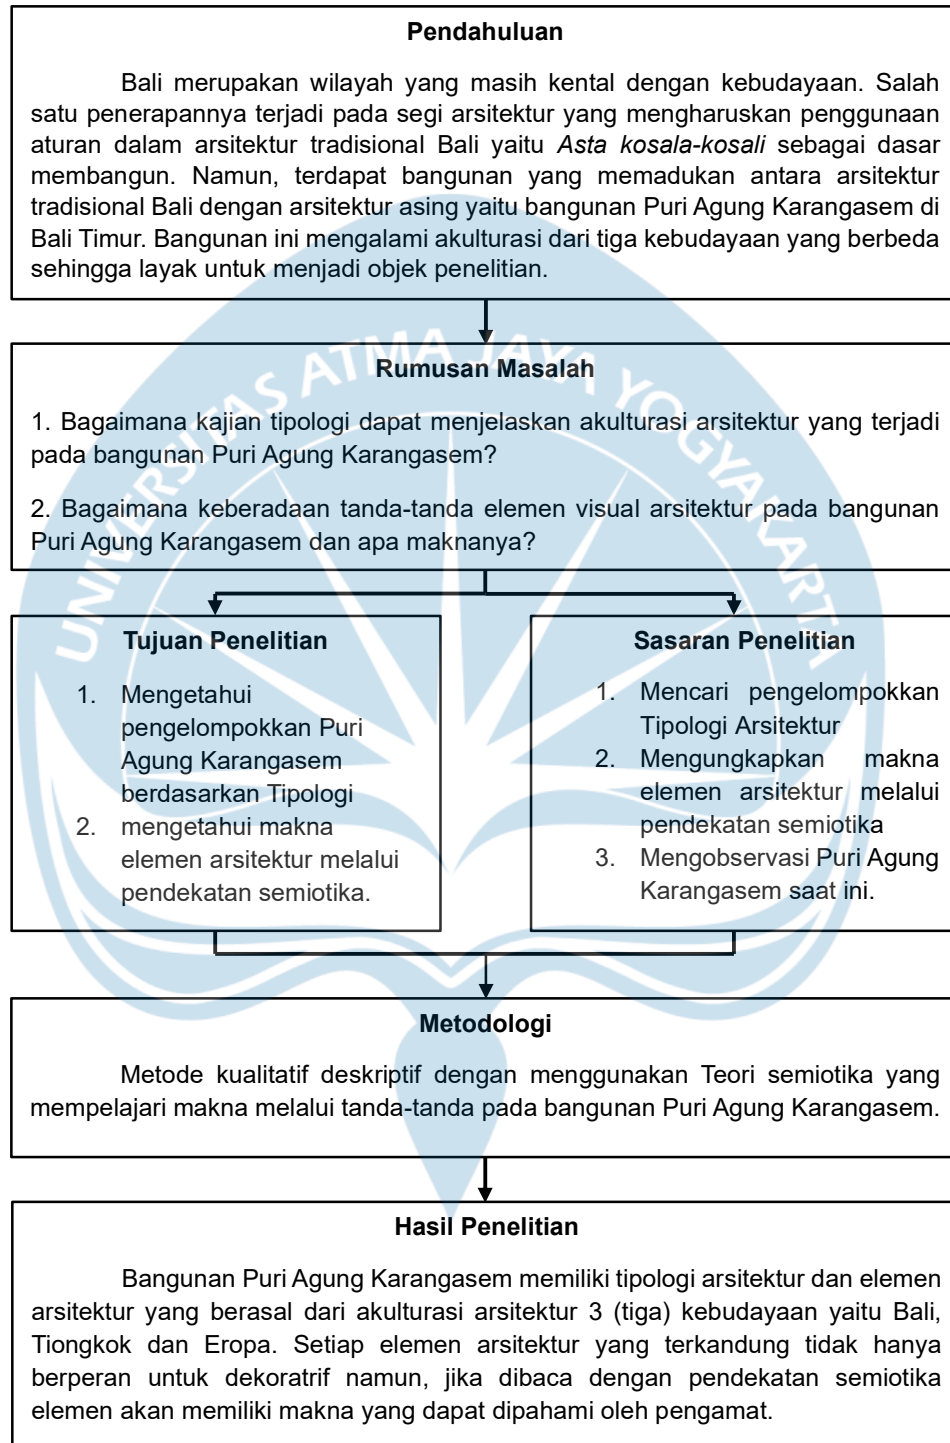 Pendahuluan
Bali merupakan wilayah yang masih kental dengan kebudayaan. Salah
satu penerapannya terjadi pada segi arsitektur yang mengharuskan penggunaan
aturan dalam arsitektur tradisional Bali yaitu Asta kosala-kosali sebagai dasar
membangun. Namun, terdapat bangunan yang memadukan antara arsitektur
tradisional Bali dengan arsitektur asing yaitu bangunan Puri Agung Karangasem di
Bali Timur. Bangunan ini mengalami akulturasi dari tiga kebudayaan yang berbeda
sehingga layak untuk menjadi objek penelitian.
UNIVERSITAS ATMA JAYA YOGYAKARTA
Rumusan Masalah
1. Bagaimana kajian tipologi dapat menjelaskan akulturasi arsitektur yang terjadi
pada bangunan Puri Agung Karangasem?
2. Bagaimana keberadaan tanda-tanda elemen visual arsitektur pada bangunan
Puri Agung Karangasem dan apa maknanya?
Tujuan Penelitian
1. Mengetahui
pengelompokkan Puri
Agung Karangasem
berdasarkan Tipologi
2. mengetahui makna
elemen arsitektur melalui
pendekatan semiotika.
Sasaran Penelitian
1. Mencari pengelompokkan
Tipologi Arsitektur
2. Mengungkapkan makna
elemen arsitektur melalui
pendekatan semiotika
3. Mengobservasi Puri Agung
Karangasem saat ini.
Metodologi
Metode kualitatif deskriptif dengan menggunakan Teori semiotika yang
mempelajari makna melalui tanda-tanda pada bangunan Puri Agung Karangasem.
Hasil Penelitian
Bangunan Puri Agung Karangasem memiliki tipologi arsitektur dan elemen
arsitektur yang berasal dari akulturasi arsitektur 3 (tiga) kebudayaan yaitu Bali,
Tiongkok dan Eropa. Setiap elemen arsitektur yang terkandung tidak hanya
berperan untuk dekoratrif namun, jika dibaca dengan pendekatan semiotika
elemen akan memiliki makna yang dapat dipahami oleh pengamat.